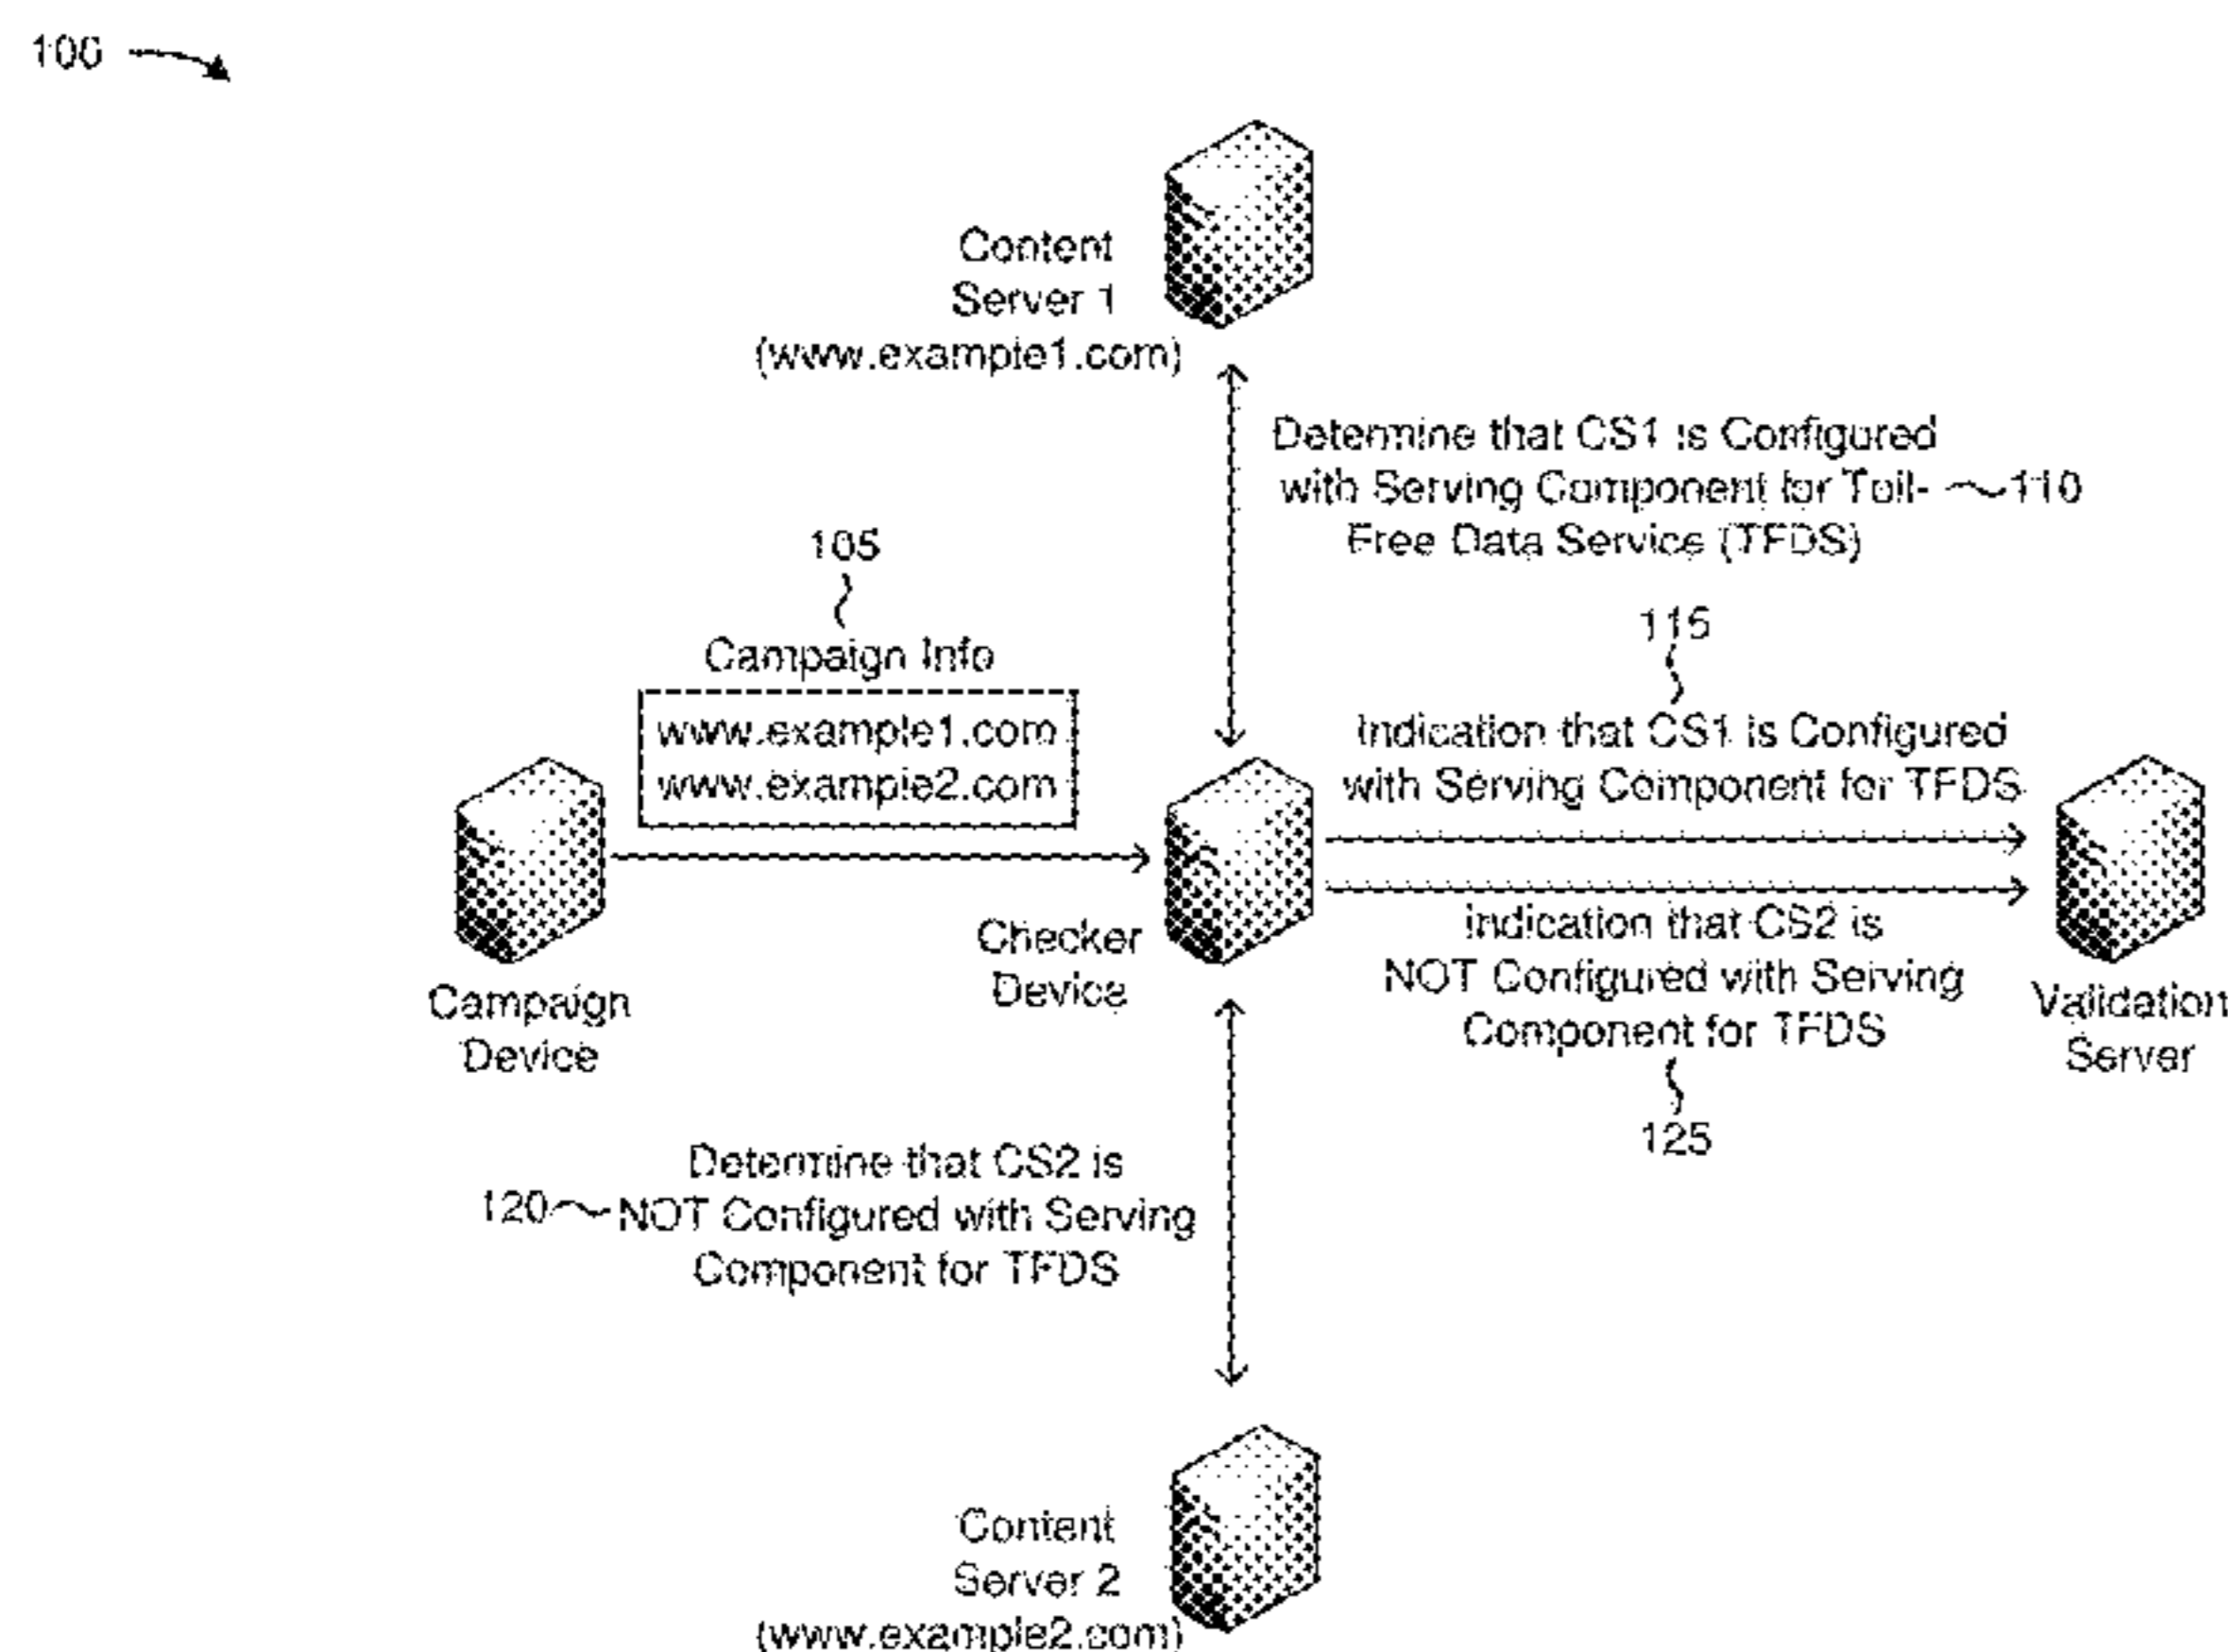 100
Content
Server 1
(www.example1.com)
Determine that CS1 is Configured
with Serving Component for Toll-
Free Data Service (TFDS)
110
105
Campaign Info
www.example1.com
www.example2.com
115
Indication that CS1 is Configured
with Serving Component for TFDS
Campaign
Device
Checker
Device
Indication that CS2 is
NOT Configured with Serving
Component for TFDS
125
Validation
Server
Determine that CS2 is
NOT Configured with Serving
Component for TFDS
120
Content
Server 2
(www.example2.com)